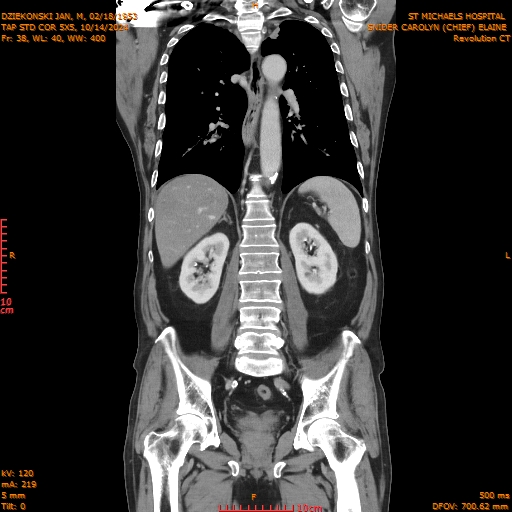 DZIEKONSKI JAN, M, 02/18/1953
TAP STD COR 5X5, 10/14/2024
Fr: 38, WL: 40, WW: 400
ST MICHAELS HOSPITAL
SNIDER CAROLYN (CHIEF) ELAINE
Revolution CT
H
R
L
10
cm
kV: 120
mA: 219
5 mm
Tilt: 0
F
10cm
500 ms
DFOV: 700.62 mm